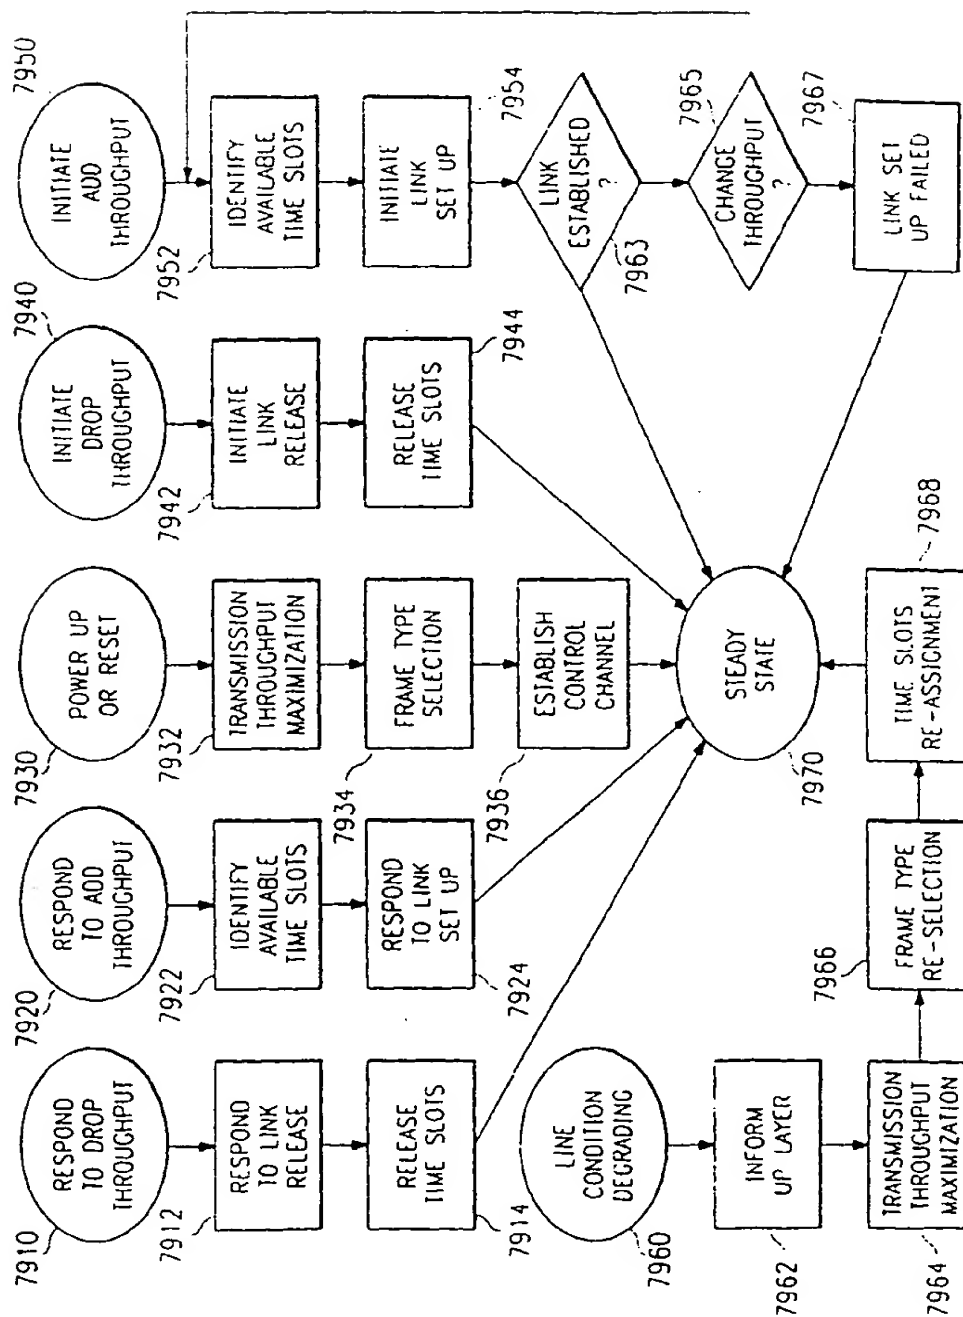 7910
RESPOND
TO DROP
THROUGHPUT
7912
RESPOND
TO LINK
RELEASE
RELEASE
TIME SLOTS
7914
7920
RESPOND
TO ADD
THROUGHPUT
7922
IDENTIFY
AVAILABLE
TIME SLOTS
RESPOND
TO LINK
SET UP
7924
7930
POWER UP
OR RESET
7932
TRANSMISSION
THROUGHPUT
MAXIMIZATION
7934
FRAME TYPE
SELECTION
7936
ESTABLISH
CONTROL
CHANNEL
7940
INITIATE
DROP
THROUGHPUT
7942
INITIATE
LINK
RELEASE
RELEASE
TIME SLOTS
7944
7950
INITIATE
ADD
THROUGHPUT
7952
IDENTIFY
AVAILABLE
TIME SLOTS
INITIATE
LINK
SET UP
7954
LINK
ESTABLISHED
?
7963
7965
CHANGE
THROUGHPUT
?
7967
LINK SET
UP FAILED
LINE
CONDITION
DEGRADING
7960
INFORM
UP LAYER
7962
TRANSMISSION
THROUGHPUT
MAXIMIZATION
7964
7966
FRAME TYPE
RE-SELECTION
7968
TIME SLOTS
RE-ASSIGNMENT
STEADY
STATE
7970